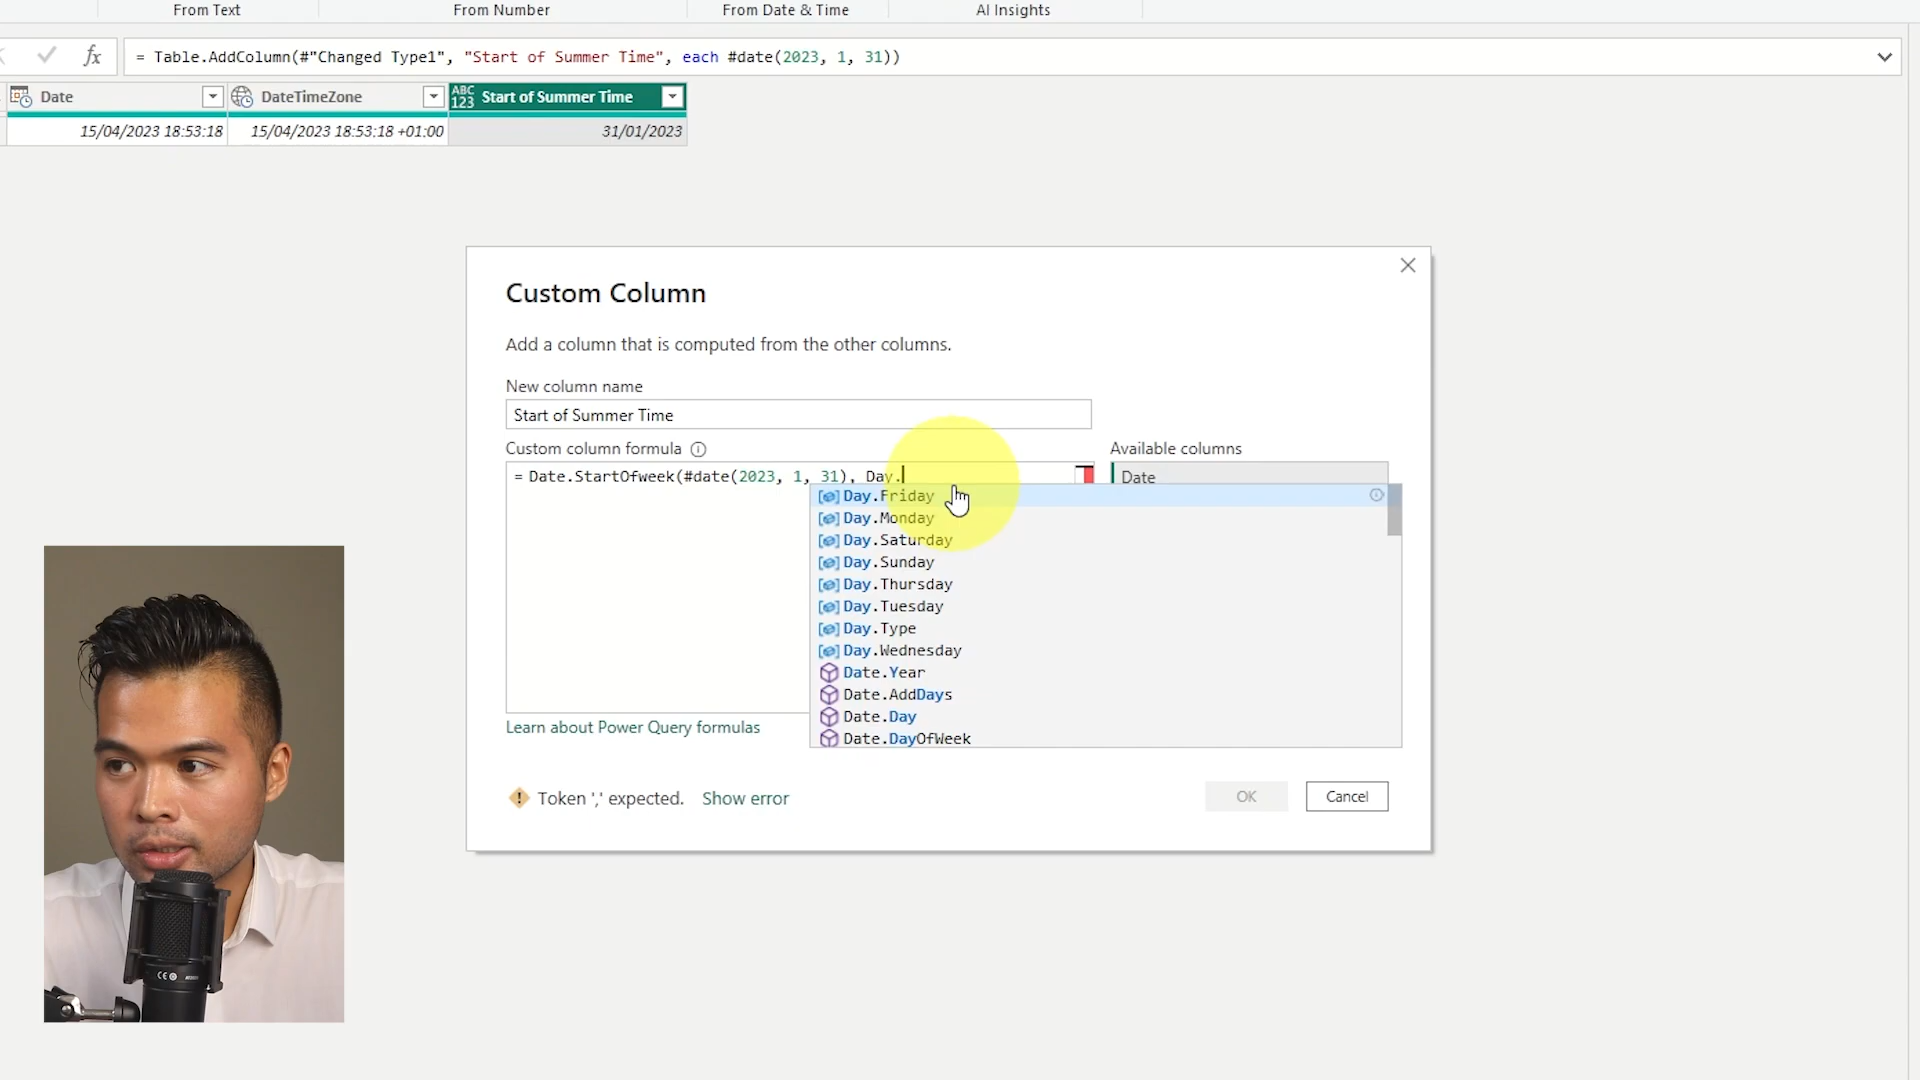 From Text
From Number
From Date & Time
AI Insights
fx
= Table.AddColumn(#"Changed Type1", "Start of Summer Time", each #date(2023, 1, 31))
Date
DateTimeZone
ABC
123
Start of Summer Time
15/04/2023 18:53:18
15/04/2023 18:53:18 +01:00
31/01/2023
Custom Column
Add a column that is computed from the other columns.
New column name
Start of Summer Time
Custom column formula
Available columns
= Date.StartOfweek(#date(2023, 1, 31), Day.
Date
Day.Friday
Day.Monday
Day.Saturday
Day.Sunday
Day.Thursday
Day.Tuesday
Day.Type
Day.Wednesday
Date.Year
Date.AddDays
Date.Day
Date.DayOfWeek
Learn about Power Query formulas
Token ',' expected.
Show error
OK
Cancel